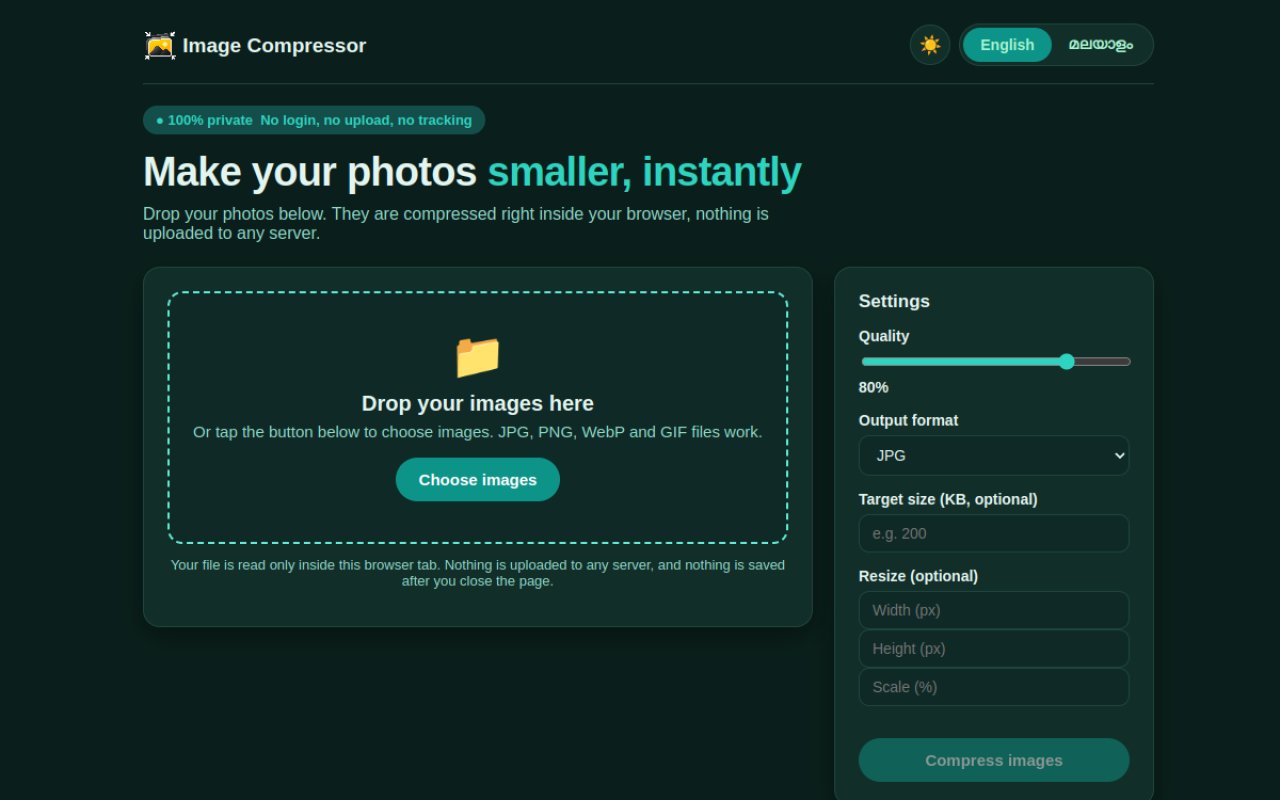 Image Compressor
English
മലയാളം
● 100% private  No login, no upload, no tracking
Make your photos smaller, instantly
Drop your photos below. They are compressed right inside your browser, nothing is
uploaded to any server.
Drop your images here
Or tap the button below to choose images. JPG, PNG, WebP and GIF files work.
Choose images
Your file is read only inside this browser tab. Nothing is uploaded to any server, and nothing is saved
after you close the page.
Settings
Quality
80%
Output format
JPG
Target size (KB, optional)
e.g. 200
Resize (optional)
Width (px)
Height (px)
Scale (%)
Compress images